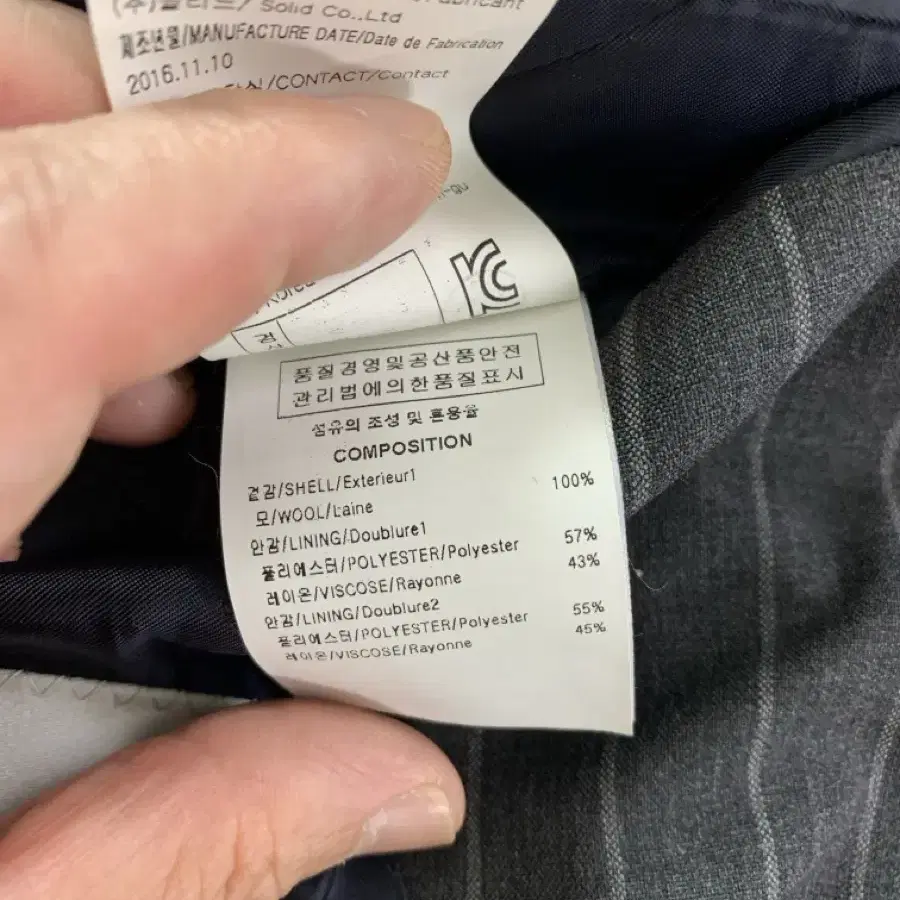 Solid Co.,Ltd
제조년월/MANUFACTURE DATE/Date de Fabrication
2016.11.10
/CONTACT/Contact
품질경영및공산품안전
관리법에의한품질표시
섬유의 조성 및 혼용율
COMPOSITION
겉감/SHELL/Exterieur1
모/WOOL/Laine 100%
안감/LINING/Doublure1
폴리에스터/POLYESTER/Polyester 57%
레이온/VISCOSE/Rayonne 43%
안감/LINING/Doublure2
폴리에스터/POLYESTER/Polyester 55%
레이온/VISCOSE/Rayonne 45%